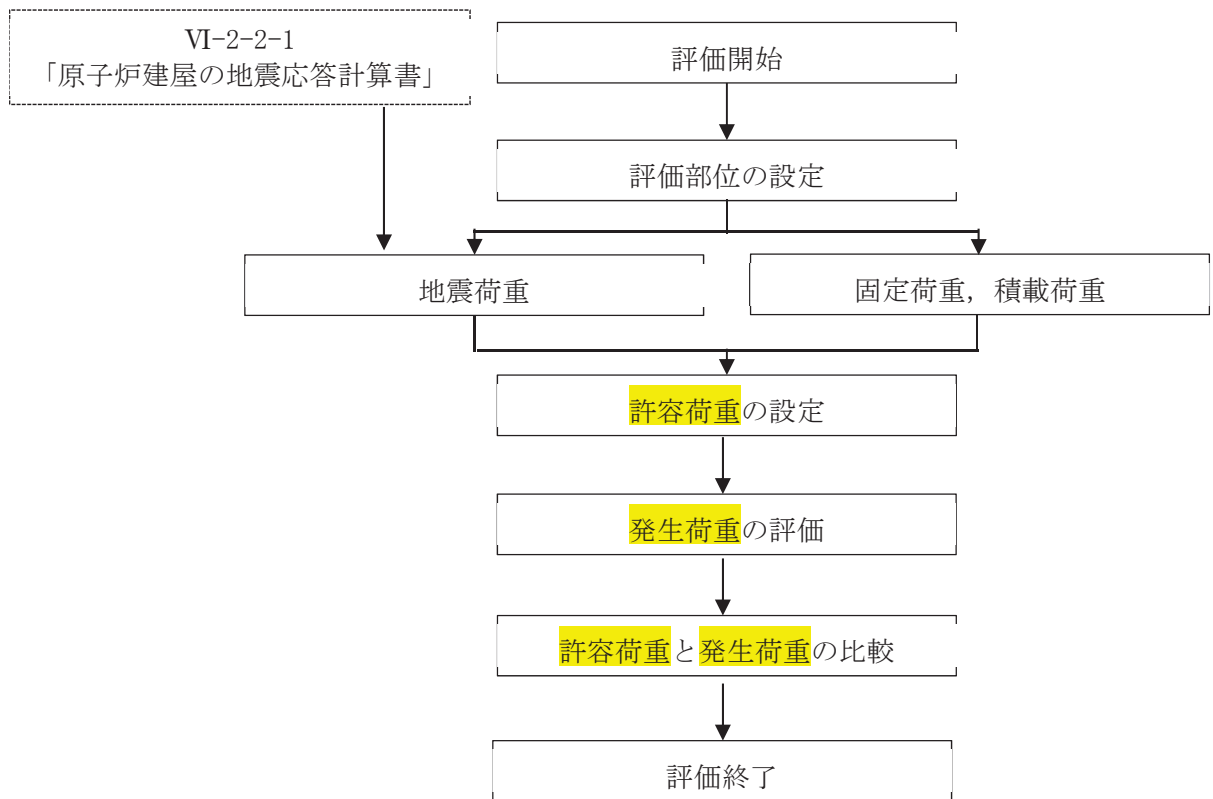 Ⅵ-2-2-1
「原子炉建屋の地震応答計算書」
評価開始
評価部位の設定
地震荷重
固定荷重，積載荷重
許容荷重の設定
発生荷重の評価
許容荷重と発生荷重の比較
評価終了